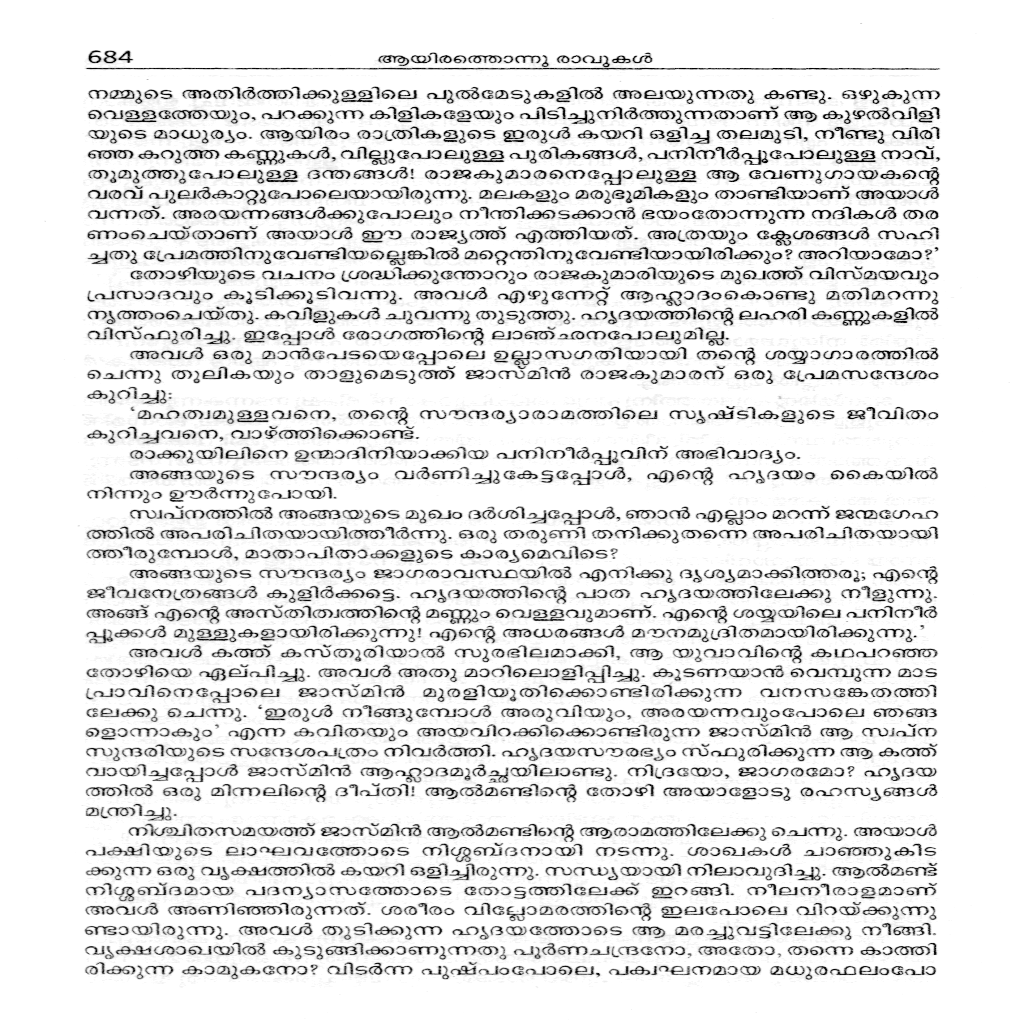 684 ആയിരത്തൊന്നു രാവുകൾ
നമ്മുടെ അതിർത്തിക്കുള്ളിലെ പുൽമേടുകളിൽ അലയുന്നതു കണ്ടു. ഒഴുകുന്ന
വെള്ളത്തേയും, പറക്കുന്ന കിളികളേയും പിടിച്ചുനിർത്തുന്നതാണ് ആ കുഴൽവിളി
യുടെ മാധുര്യം. ആയിരം രാത്രികളുടെ ഇരുൾ കയറി ഒളിച്ച തലമുടി, നീണ്ടു വിരി
ഞ്ഞ കറുത്ത കണ്ണുകൾ, വില്ലുപോലുള്ള പുരികങ്ങൾ, പനിനീർപ്പൂപോലുള്ള നാവ്,
തൂമുത്തുപോലുള്ള ദന്തങ്ങൾ! രാജകുമാരനെപ്പോലുള്ള ആ വേണുഗായകന്റെ
വരവ് പുലർകാറ്റുപോലെയായിരുന്നു. മലകളും മരുഭൂമികളും താണ്ടിയാണ് അയാൾ
വന്നത്. അരയന്നങ്ങൾക്കുപോലും നീന്തിക്കടക്കാൻ ഭയംതോന്നുന്ന നദികൾ തര
ണംചെയ്താണ് അയാൾ ഈ രാജ്യത്ത് എത്തിയത്. അത്രയും ക്ലേശങ്ങൾ സഹി
ച്ചതു പ്രേമത്തിനുവേണ്ടിയല്ലെങ്കിൽ മറ്റെന്തിനുവേണ്ടിയായിരിക്കും? അറിയാമോ?’
തോഴിയുടെ വചനം ശ്രദ്ധിക്കുന്തോറും രാജകുമാരിയുടെ മുഖത്ത് വിസ്മയവും
പ്രസാദവും കൂടിക്കൂടിവന്നു. അവൾ എഴുന്നേറ്റ് ആഹ്ലാദംകൊണ്ടു മതിമറന്നു
നൃത്തംചെയ്തു. കവിളുകൾ ചുവന്നു തുടുത്തു. ഹൃദയത്തിന്റെ ലഹരി കണ്ണുകളിൽ
വിസ്ഫുരിച്ചു. ഇപ്പോൾ രോഗത്തിന്റെ ലാഞ്ഛനപോലുമില്ല.
അവൾ ഒരു മാൻപേടയെപ്പോലെ ഉല്ലാസഗതിയായി തന്റെ ശയ്യാഗാരത്തിൽ
ചെന്നു തൂലികയും താളുമെടുത്ത് ജാസ്മിൻ രാജകുമാരന് ഒരു പ്രേമസന്ദേശം
കുറിച്ചു:
‘മഹത്വമുള്ളവനെ, തന്റെ സൗന്ദര്യാരാമത്തിലെ സൃഷ്ടികളുടെ ജീവിതം
കുറിച്ചവനെ, വാഴ്ത്തിക്കൊണ്ട്.
രാക്കുയിലിനെ ഉന്മാദിനിയാക്കിയ പനിനീർപ്പൂവിന് അഭിവാദ്യം.
അങ്ങയുടെ സൗന്ദര്യം വർണിച്ചുകേട്ടപ്പോൾ, എന്റെ ഹൃദയം കൈയിൽ
നിന്നും ഊർന്നുപോയി.
സ്വപ്നത്തിൽ അങ്ങയുടെ മുഖം ദർശിച്ചപ്പോൾ, ഞാൻ എല്ലാം മറന്ന് ജന്മഗേഹ
ത്തിൽ അപരിചിതയായിത്തീർന്നു. ഒരു തരുണി തനിക്കുതന്നെ അപരിചിതയായി
ത്തീരുമ്പോൾ, മാതാപിതാക്കളുടെ കാര്യമെവിടെ?
അങ്ങയുടെ സൗന്ദര്യം ജാഗരാവസ്ഥയിൽ എനിക്കു ദൃശ്യമാക്കിത്തരൂ; എന്റെ
ജീവനേത്രങ്ങൾ കുളിർക്കട്ടെ. ഹൃദയത്തിന്റെ പാത ഹൃദയത്തിലേക്കു നീളുന്നു.
അങ്ങ് എന്റെ അസ്തിത്വത്തിന്റെ മണ്ണും വെള്ളവുമാണ്. എന്റെ ശയ്യയിലെ പനിനീർ
പ്പൂക്കൾ മുള്ളുകളായിരിക്കുന്നു! എന്റെ അധരങ്ങൾ മൗനമുദ്രിതമായിരിക്കുന്നു.’
അവൾ കത്ത് കസ്തൂരിയാൽ സുരഭിലമാക്കി, ആ യുവാവിന്റെ കഥപറഞ്ഞ
തോഴിയെ ഏല്പിച്ചു. അവൾ അതു മാറിലൊളിപ്പിച്ചു. കൂടണയാൻ വെമ്പുന്ന മാട
പ്രാവിനെപ്പോലെ ജാസ്മിൻ മുരളിയൂതിക്കൊണ്ടിരിക്കുന്ന വനസങ്കേതത്തി
ലേക്കു ചെന്നു. ‘ഇരുൾ നീങ്ങുമ്പോൾ അരുവിയും, അരയന്നവുംപോലെ ഞങ്ങ
ളൊന്നാകും’ എന്ന കവിതയും അയവിറക്കിക്കൊണ്ടിരുന്ന ജാസ്മിൻ ആ സ്വപ്ന
സുന്ദരിയുടെ സന്ദേശപത്രം നിവർത്തി. ഹൃദയസൗരഭ്യം സ്ഫുരിക്കുന്ന ആ കത്ത്
വായിച്ചപ്പോൾ ജാസ്മിൻ ആഹ്ലാദമൂർച്ഛയിലാണ്ടു. നിദ്രയോ, ജാഗരമോ? ഹൃദയ
ത്തിൽ ഒരു മിന്നലിന്റെ ദീപ്തി! ആൽമണ്ടിന്റെ തോഴി അയാളോടു രഹസ്യങ്ങൾ
മന്ത്രിച്ചു.
നിശ്ചിതസമയത്ത് ജാസ്മിൻ ആൽമണ്ടിന്റെ ആരാമത്തിലേക്കു ചെന്നു. അയാൾ
പക്ഷിയുടെ ലാഘവത്തോടെ നിശ്ശബ്ദനായി നടന്നു. ശാഖകൾ ചാഞ്ഞുകിട
ക്കുന്ന ഒരു വൃക്ഷത്തിൽ കയറി ഒളിച്ചിരുന്നു. സന്ധ്യയായി നിലാവുദിച്ചു. ആൽമണ്ട്
നിശ്ശബ്ദമായ പദന്യാസത്തോടെ തോട്ടത്തിലേക്ക് ഇറങ്ങി. നീലനീരാളമാണ്
അവൾ അണിഞ്ഞിരുന്നത്. ശരീരം വില്ലോമരത്തിന്റെ ഇലപോലെ വിറയ്ക്കുന്നു
ണ്ടായിരുന്നു. അവൾ തുടിക്കുന്ന ഹൃദയത്തോടെ ആ മരച്ചുവട്ടിലേക്കു നീങ്ങി.
വൃക്ഷശാഖയിൽ കുടുങ്ങിക്കാണുന്നതു പൂർണചന്ദ്രനോ, അതോ, തന്നെ കാത്തി
രിക്കുന്ന കാമുകനോ? വിടർന്ന പുഷ്പംപോലെ, പക്വഘനമായ മധുരഫലംപോ